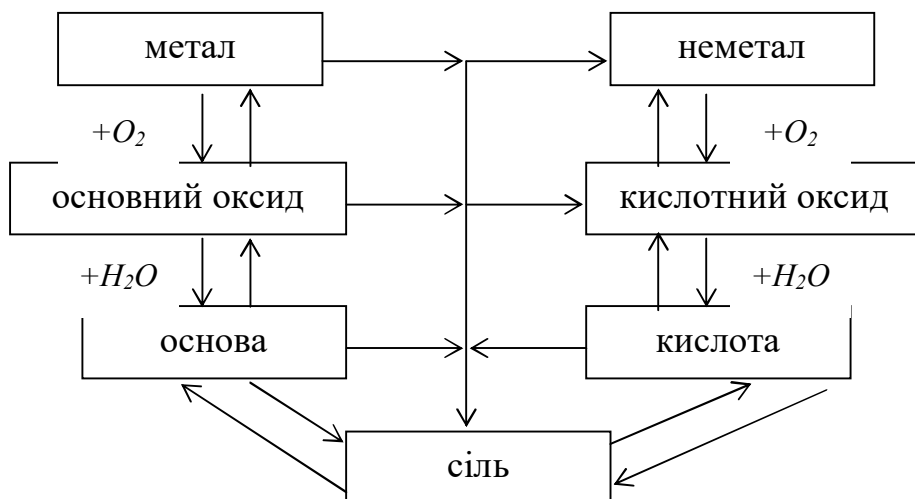 метал
неметал
+O₂
+O₂
основний оксид
кислотний оксид
+H₂O
+H₂O
основа
кислота
сіль